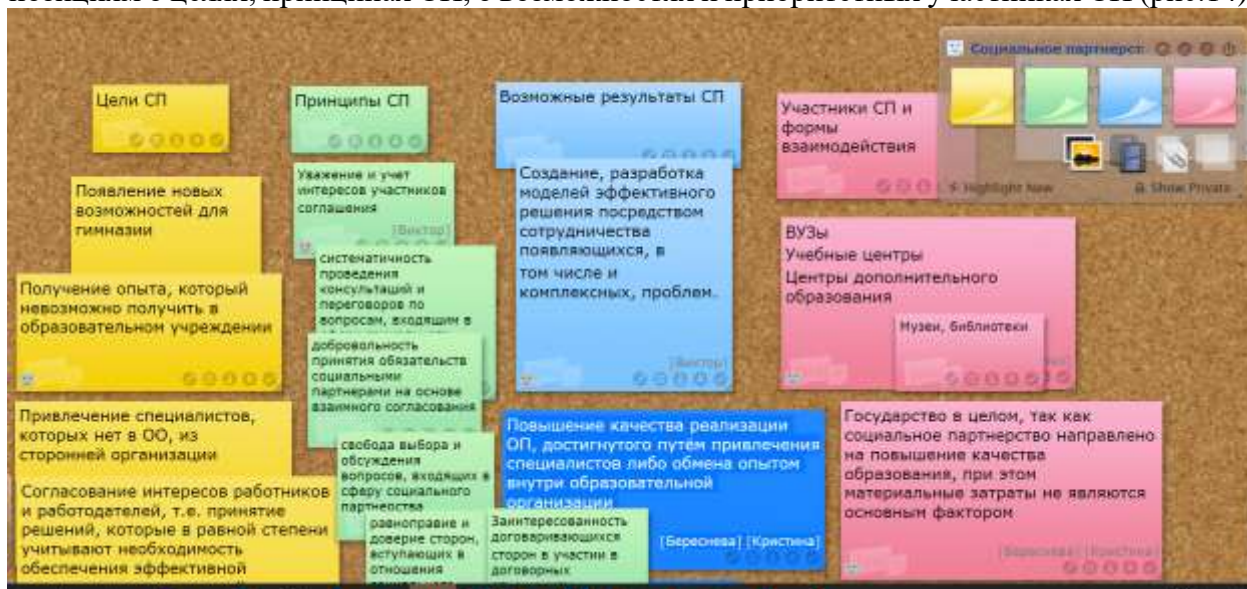 Цели СП
Появление новых
возможностей для
гимназии
Получение опыта, который
невозможно получить в
образовательном учреждении
Привлечение специалистов,
которых нет в ОО, из
сторонней организации
Согласование интересов работников
и работодателей, т.е. принятие
решений, которые в равной степени
учитывают необходимость
обеспечения эффективной
Принципы СП
Уважение и учет
интересов участников
соглашения
[Виктор]
систематичность
проведения
консультаций и
переговоров по
вопросам, входящим в
добровольность
принятия обязательств
социальными
партнерами на основе
взаимного согласования
свобода выбора и
обсуждения
вопросов, входящих в
сферу социального
партнерства
равноправие и
доверие сторон,
вступающих в
отношения
Заинтересованность
договаривающихся
сторон в участии в
договорных
Возможные результаты СП
Создание, разработка
моделей эффективного
решения посредством
сотрудничества
появляющихся, в
том числе и
комплексных, проблем.
[Виктор]
Повышение качества реализации
ОП, достигнутого путём привлечения
специалистов либо обмена опытом
внутри образовательной
организации
[Береснева] [Кристина]
Участники СП и
формы
взаимодействия
ВУЗы
Учебные центры
Центры дополнительного
образования
Музеи, библиотеки
Государство в целом, так как
социальное партнерство направлено
на повышение качества
образования, при этом
материальные затраты не являются
основным фактором
[Береснева] [Кристина]
Социальное партнерст
Highlight New
Show Private